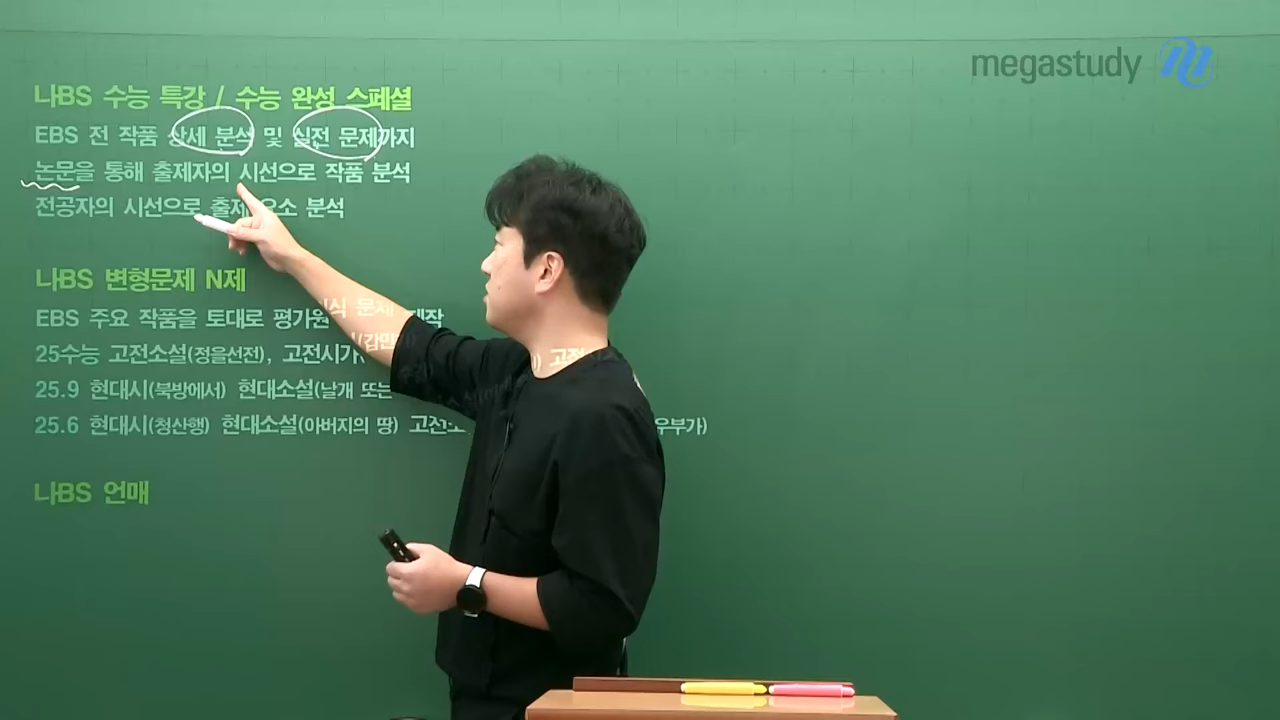 megastudy
나BS 수능 특강 / 수능 완성 스페셜
EBS 전 작품 상세 분석 및 실전 문제까지
논문을 통해 출제자의 시선으로 작품 분석
전공자의 시선으로 출제 요소 분석
나BS 변형문제 N제
EBS 주요 작품을 토대로 평가원 식 문제 제작
25수능 고전소설(정을선전), 고전시가( 고전
25.9 현대시(북방에서) 현대소설(날개 또는
25.6 현대시(청산행) 현대소설(아버지의 땅) 우부가)
나BS 언매